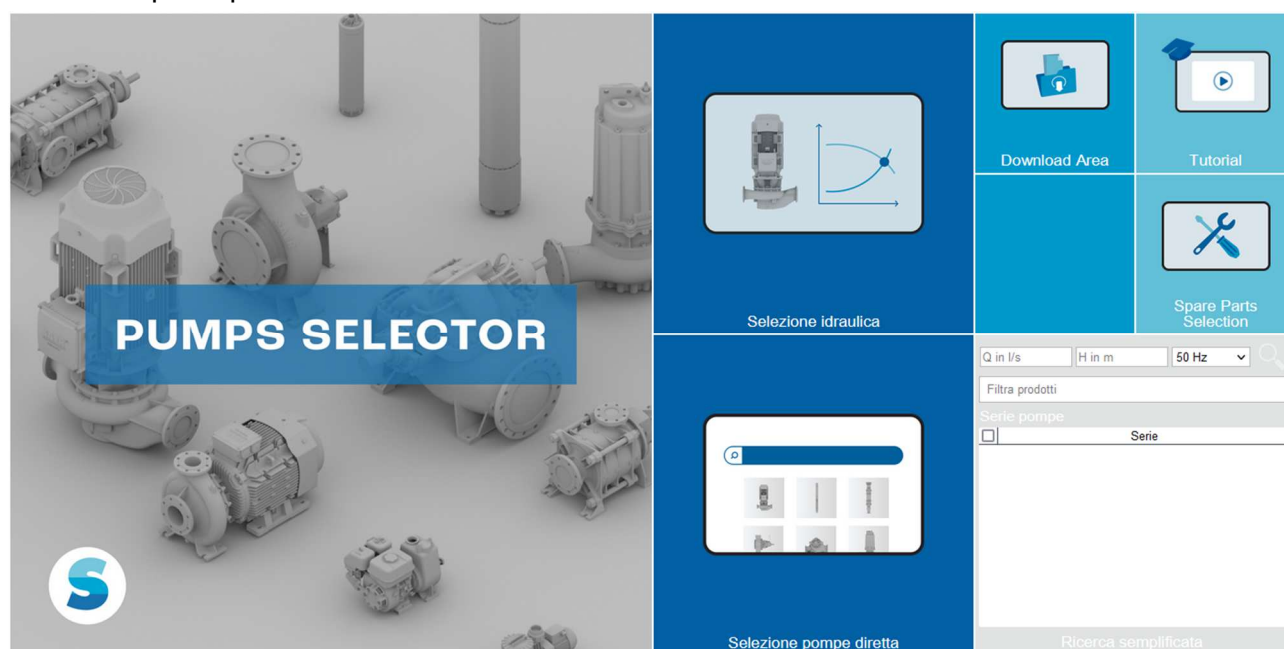 PUMPS SELECTOR
S
Selezione idraulica
Selezione pompe diretta
Download Area
Tutorial
Spare Parts
Selection
Q in l/s
H in m
50 Hz
Filtra prodotti
Serie pompe
Serie
Ricerca semplificata